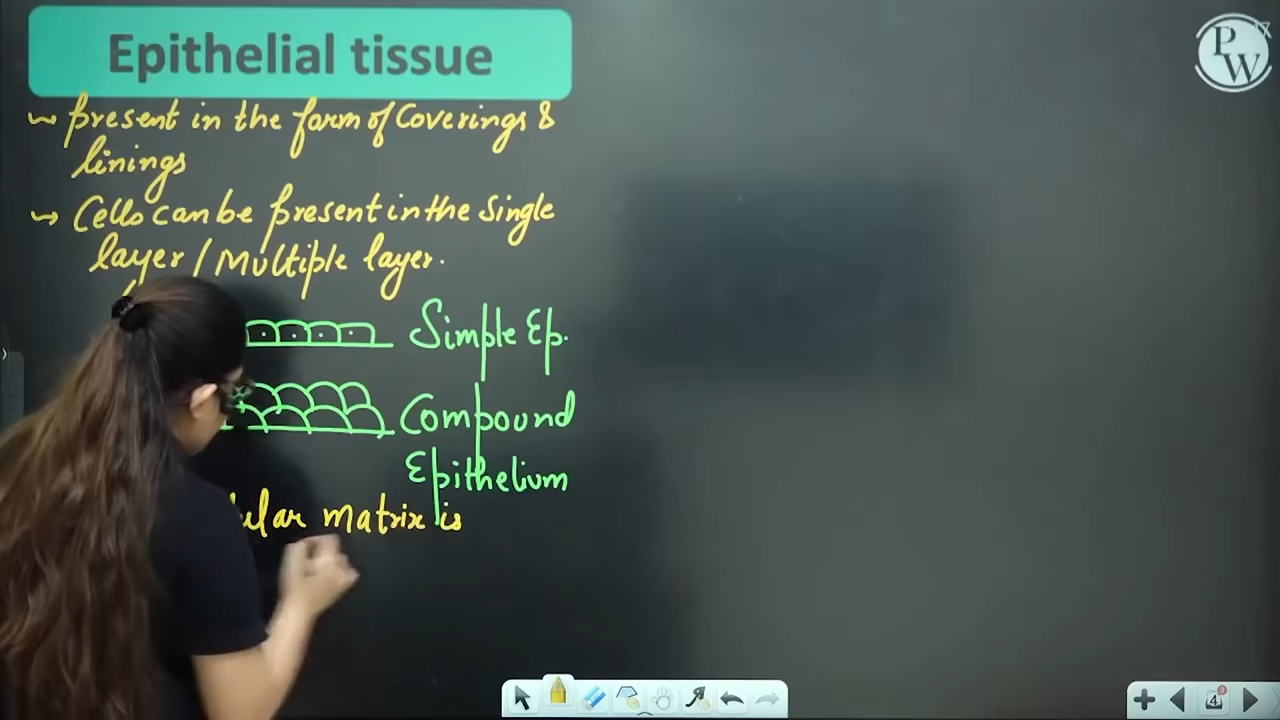 Epithelial tissue
PW
present in the form of Coverings &
linings
Cells can be present in the Single
layer / Multiple layer.
Simple Ep.
Compound
Epithelium
matrix is
4